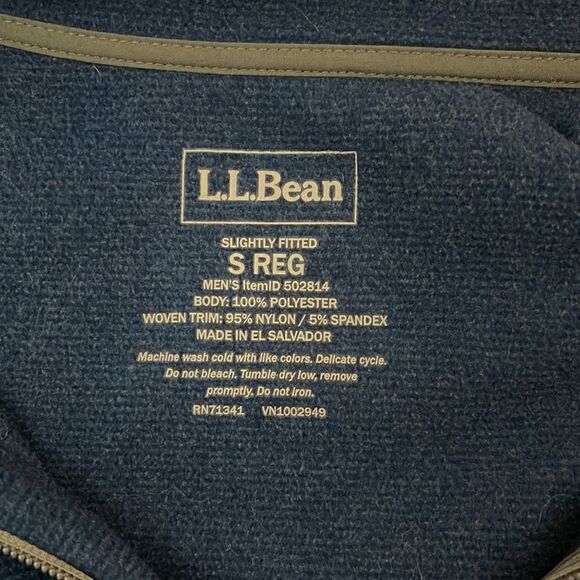 L.L.Bean
SLIGHTLY FITTED
S REG
MEN'S ItemID 502814
BODY: 100% POLYESTER
WOVEN TRIM: 95% NYLON / 5% SPANDEX
MADE IN EL SALVADOR
Machine wash cold with like colors. Delicate cycle.
Do not bleach. Tumble dry low, remove
promptly. Do not iron.
RN71341 VN1002949